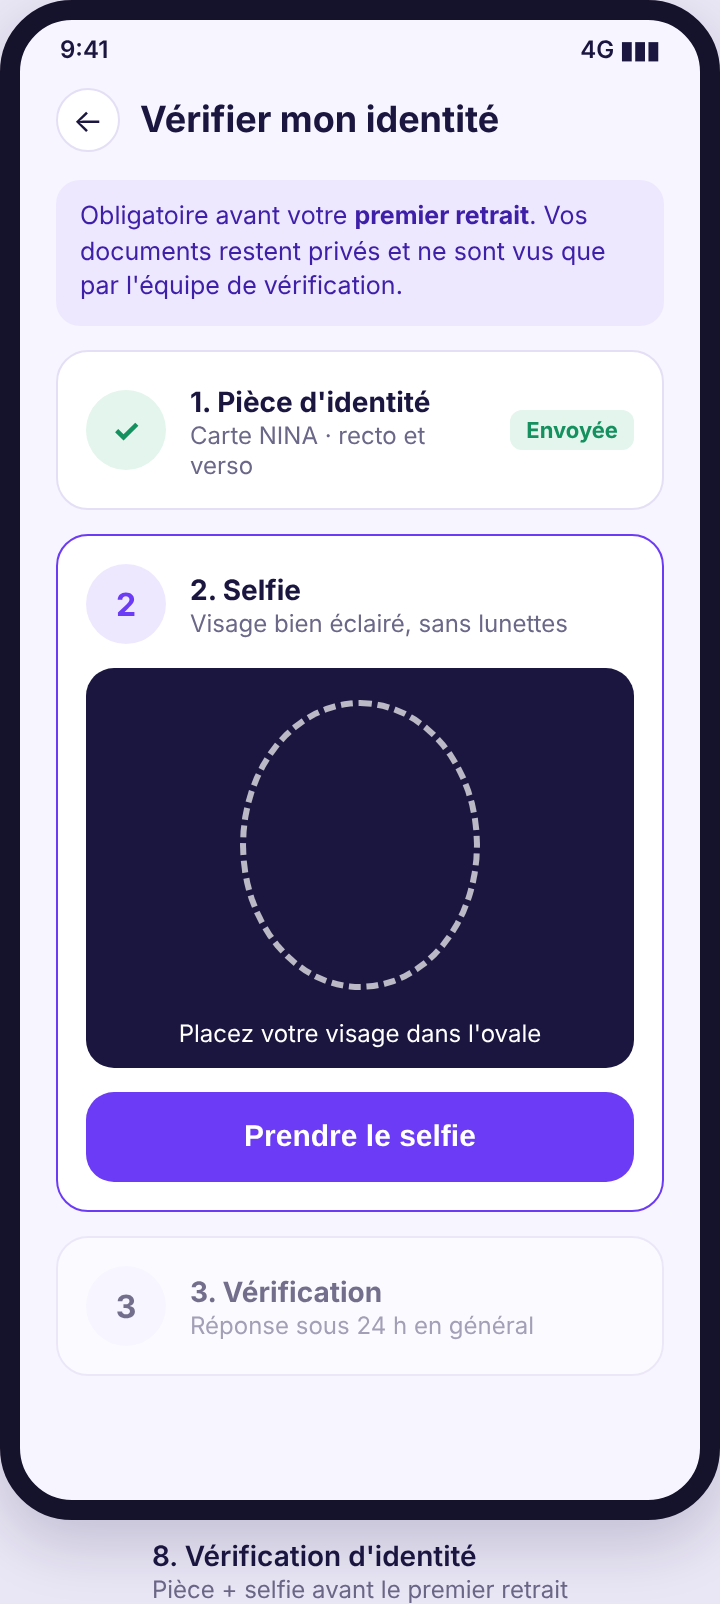 9:41
4G
←
Vérifier mon identité
Obligatoire avant votre premier retrait. Vos
documents restent privés et ne sont vus que
par l'équipe de vérification.
✓
1. Pièce d'identité
Carte NINA · recto et
verso
Envoyée
2
2. Selfie
Visage bien éclairé, sans lunettes
Placez votre visage dans l'ovale
Prendre le selfie
3
3. Vérification
Réponse sous 24 h en général
8. Vérification d'identité
Pièce + selfie avant le premier retrait